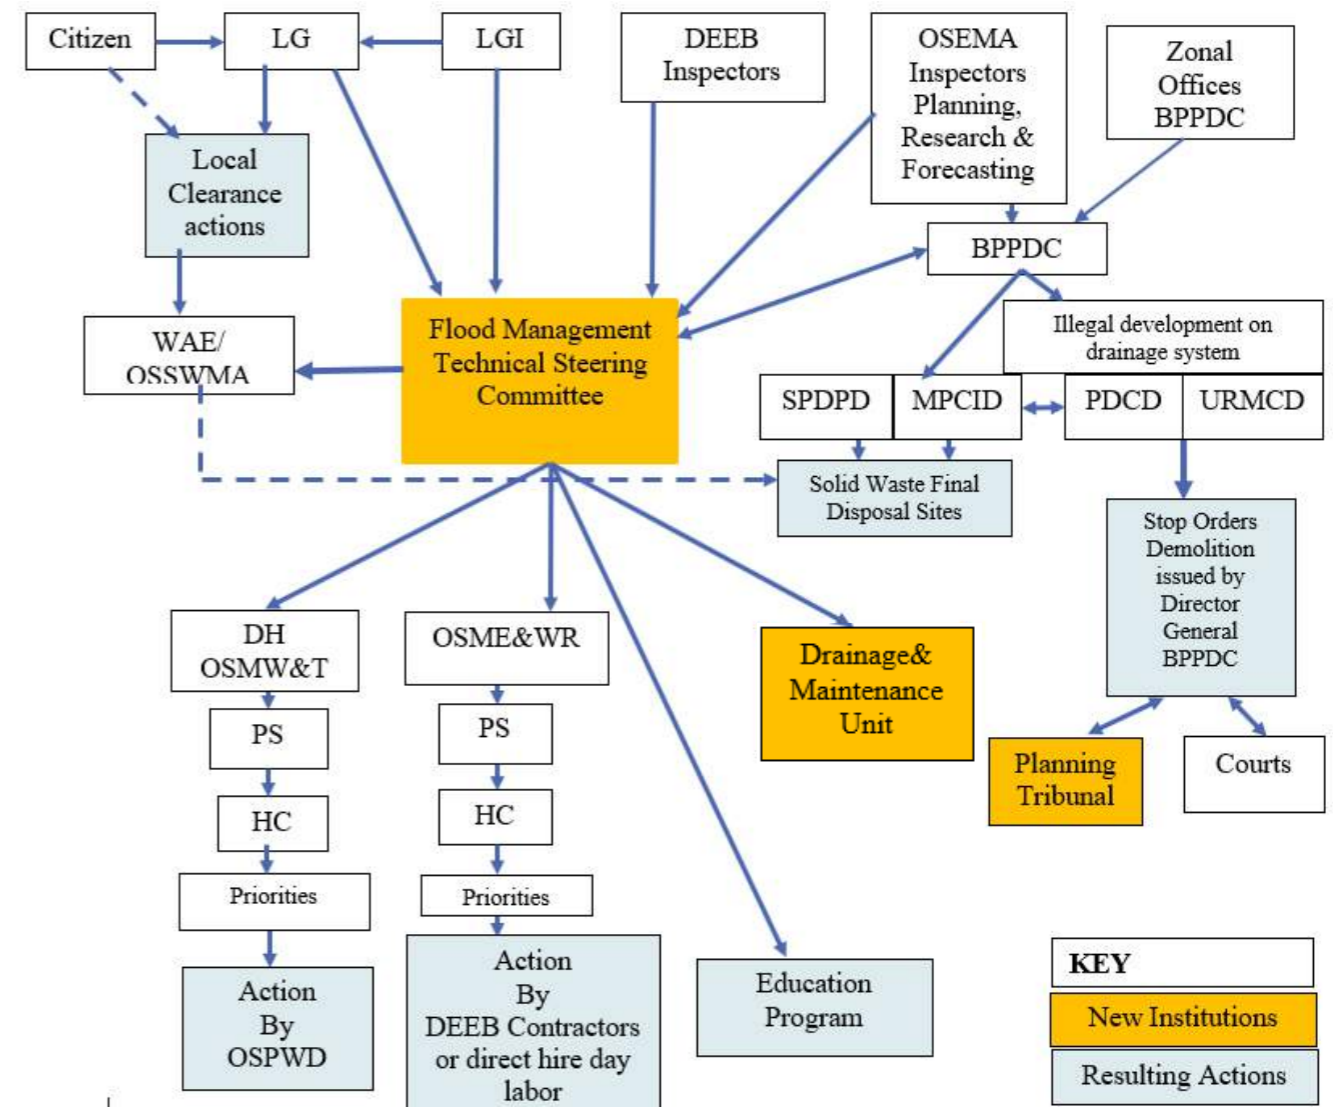 Citizen
LG
LGI
DEEB
Inspectors
OSEMA
Inspectors
Planning,
Research &
Forecasting
Zonal
Offices
BPPDC
Local
Clearance
actions
BPPDC
WAE/
OSSWMA
Flood Management
Technical Steering
Committee
Illegal development on
drainage system
SPDPD
MPCID
PDCD
URMCD
Solid Waste Final
Disposal Sites
Stop Orders
Demolition
issued by
Director
General
BPPDC
DH
OSMW&T
OSME&WR
Drainage&
Maintenance
Unit
PS
PS
Planning
Tribunal
Courts
HC
HC
Priorities
Priorities
Action
By
OSPWD
Action
By
DEEB Contractors
or direct hire day
labor
Education
Program
KEY
New Institutions
Resulting Actions